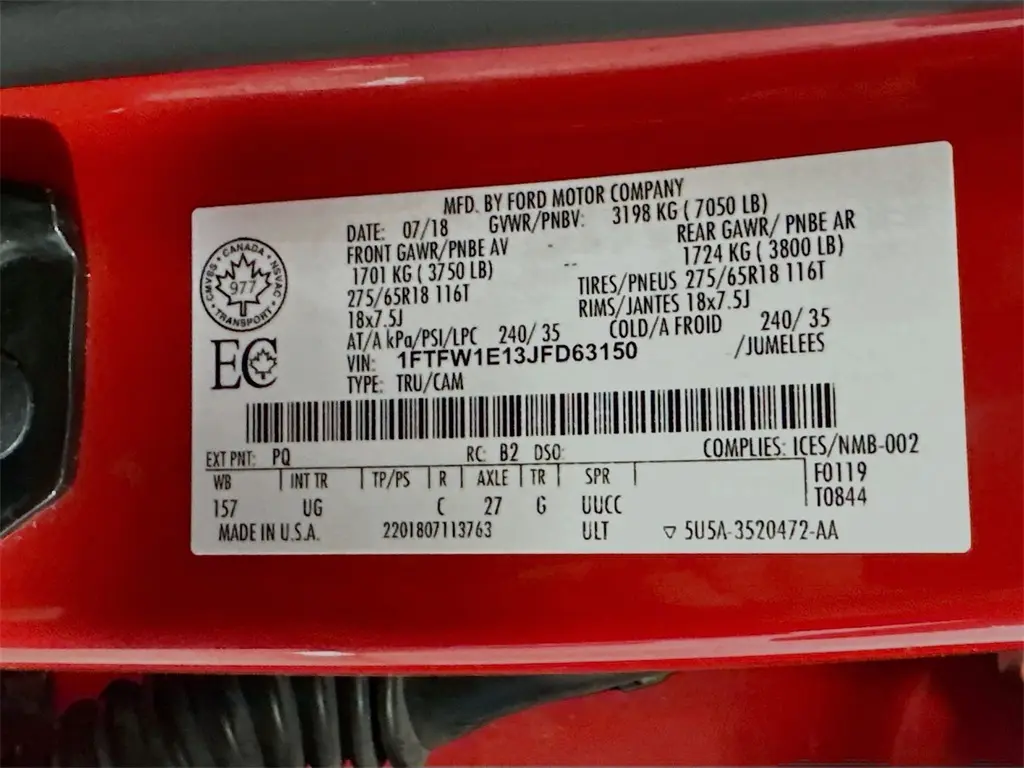 MFD. BY FORD MOTOR COMPANY
DATE: 07/18 GVWR/PNBV: 3198 KG ( 7050 LB)
FRONT GAWR/PNBE AV REAR GAWR/ PNBE AR
1701 KG ( 3750 LB) 1724 KG ( 3800 LB)
275/65R18 116T TIRES/PNEUS 275/65R18 116T
18x7.5J RIMS/JANTES 18x7.5J
AT/A kPa/PSI/LPC 240/ 35 COLD/A FROID 240/ 35
VIN: 1FTFW1E13JFD63150 /JUMELEES
TYPE: TRU/CAM
CANADA
CMVSS NSVAC
977
TRANSPORT
EC
EXT PNT: PQ RC: B2 DSO: COMPLIES: ICES/NMB-002
WB INT TR TP/PS R AXLE TR SPR F0119
157 UG C 27 G UUCC T0844
MADE IN U.S.A. 2201807113763 ULT ▽ 5U5A-3520472-AA